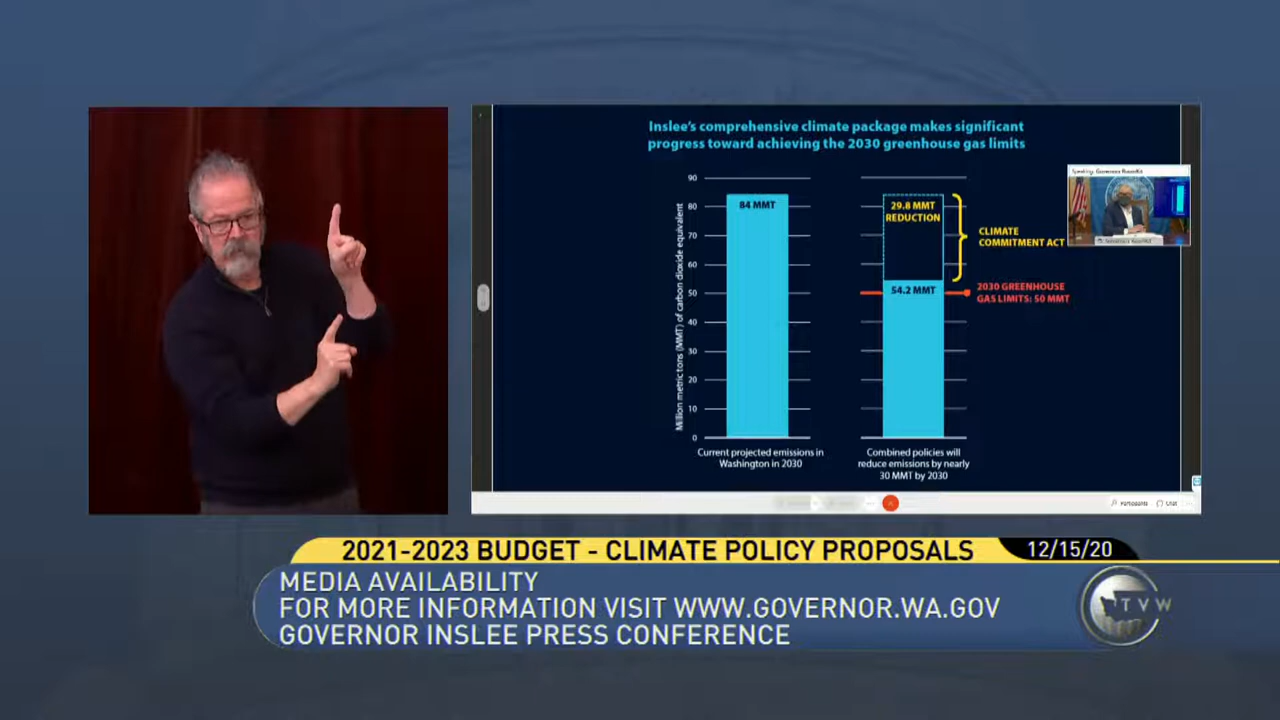 Inslee's comprehensive climate package makes significant
progress toward achieving the 2030 greenhouse gas limits
Million metric tons (MMT) of carbon dioxide equivalent
90
80
70
60
50
40
30
20
10
0
84 MMT
29.8 MMT
REDUCTION
54.2 MMT
CLIMATE
COMMITMENT ACT
2030 GREENHOUSE
GAS LIMITS: 50 MMT
Current projected emissions in
Washington in 2030
Combined policies will
reduce emissions by nearly
30 MMT by 2030
Participants
Chat
2021-2023 BUDGET - CLIMATE POLICY PROPOSALS
12/15/20
MEDIA AVAILABILITY
FOR MORE INFORMATION VISIT WWW.GOVERNOR.WA.GOV
GOVERNOR INSLEE PRESS CONFERENCE
TVW